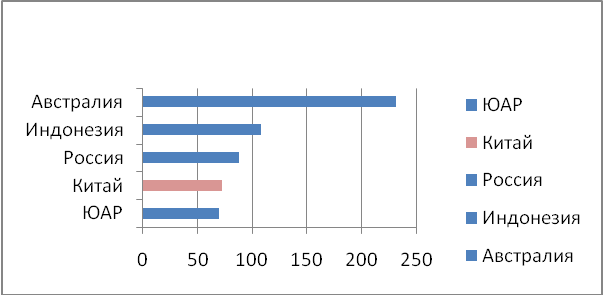 Австралия
Индонезия
Россия
Китай
ЮАР
0 50 100 150 200 250
ЮАР
Китай
Россия
Индонезия
Австралия